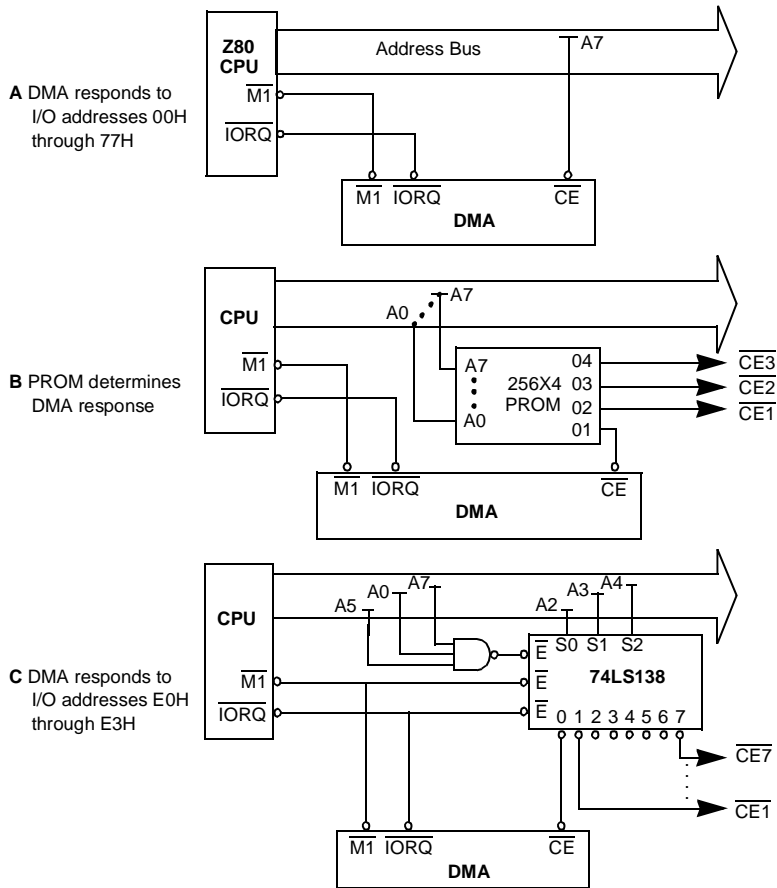 Z80
CPU
Address Bus
A7
A DMA responds to
I/O addresses 00H
through 77H
M1
IORQ
M1 IORQ CE
DMA
CPU
A0
A7
B PROM determines
DMA response
M1
IORQ
A7
A0
256X4
PROM
04
03
02
01
CE3
CE2
CE1
M1 IORQ CE
DMA
CPU
A5
A0
A7
A2
A3
A4
C DMA responds to
I/O addresses E0H
through E3H
M1
IORQ
E
E
E
S0 S1 S2
74LS138
0 1 2 3 4 5 6 7
CE7
CE1
M1 IORQ CE
DMA